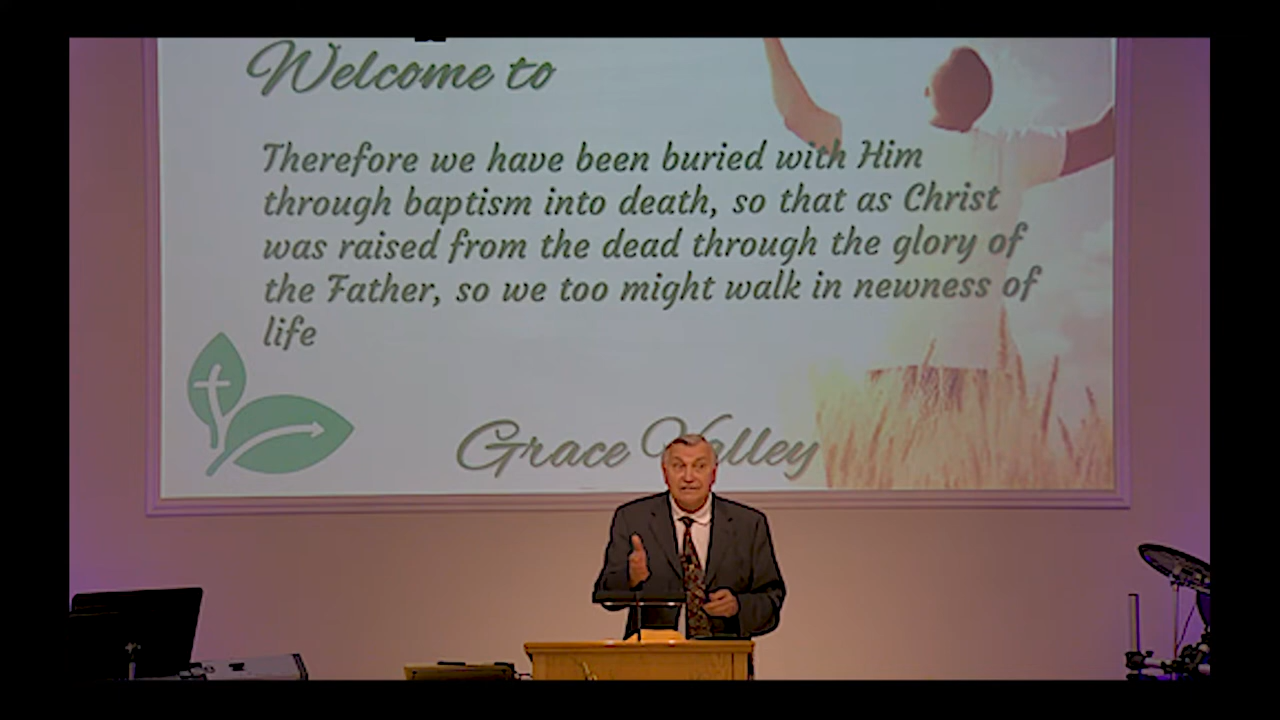 Welcome to
Therefore we have been buried with Him
through baptism into death, so that as Christ
was raised from the dead through the glory of
the Father, so we too might walk in newness of
life
Grace Valley